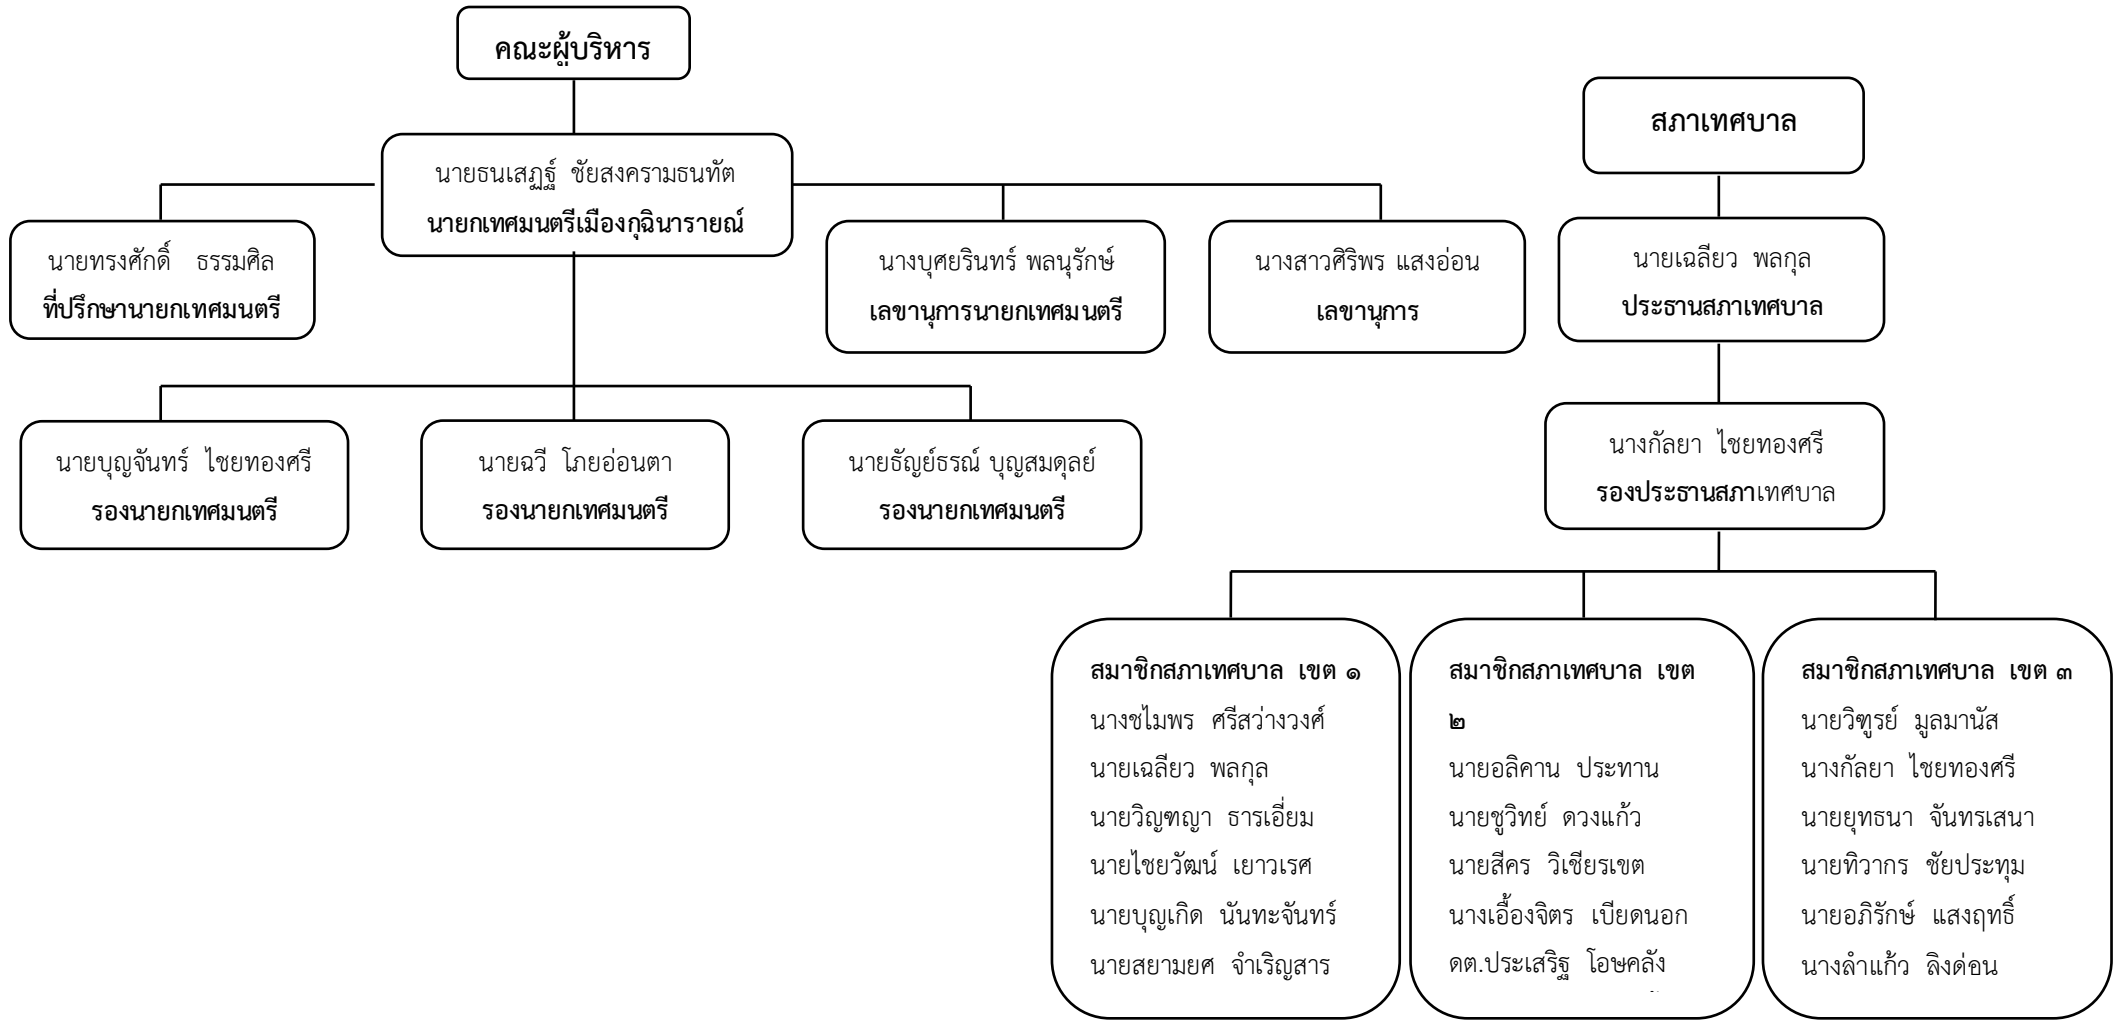 คณะผู้บริหาร
นายธนเสฏฐ์ ชัยสงครามธนทัต
นายกเทศมนตรีเมืองกุฉินารายณ์
นายทรงศักดิ์ ธรรมศิล
ที่ปรึกษานายกเทศมนตรี
นางบุศยรินทร์ พลนุรักษ์
เลขานุการนายกเทศมนตรี
นางสาวศิริพร แสงอ่อน
เลขานุการ
นายบุญจันทร์ ไชยทองศรี
รองนายกเทศมนตรี
นายฉวี โภยอ่อนตา
รองนายกเทศมนตรี
นายธัญย์ธรณ์ บุญสมดุลย์
รองนายกเทศมนตรี
สภาเทศบาล
นายเฉลียว พลกุล
ประธานสภาเทศบาล
นางกัลยา ไชยทองศรี
รองประธานสภาเทศบาล
สมาชิกสภาเทศบาล เขต ๑
นางชไมพร ศรีสว่างวงศ์
นายเฉลียว พลกุล
นายวิญฑญา ธารเอี่ยม
นายไชยวัฒน์ เยาวเรศ
นายบุญเกิด นันทะจันทร์
นายสยามยศ จำเริญสาร
สมาชิกสภาเทศบาล เขต
๒
นายอลิคาน ประทาน
นายชูวิทย์ ดวงแก้ว
นายสีคร วิเชียรเขต
นางเอื้องจิตร เบียดนอก
ดต.ประเสริฐ โอษคลัง
สมาชิกสภาเทศบาล เขต ๓
นายวิฑูรย์ มูลมานัส
นางกัลยา ไชยทองศรี
นายยุทธนา จันทรเสนา
นายทิวากร ชัยประทุม
นายอภิรักษ์ แสงฤทธิ์
นางลำแก้ว ลิงด่อน